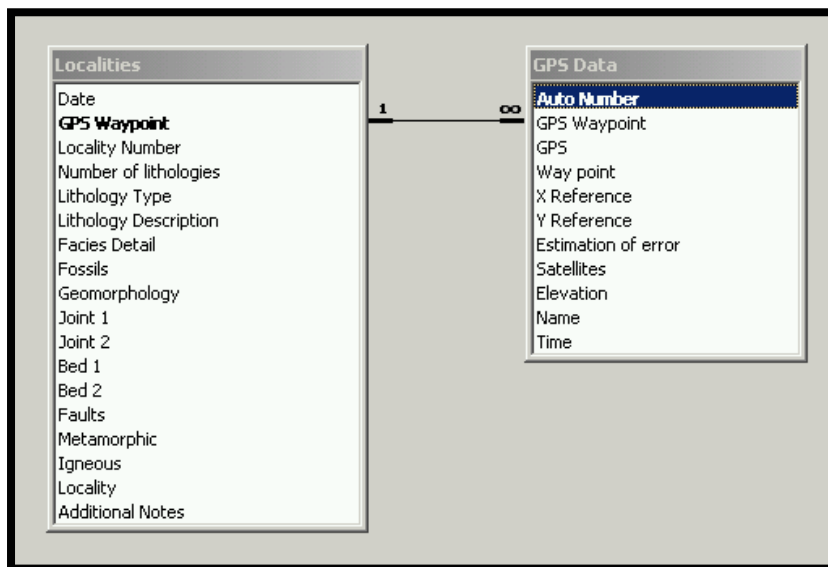 Localities
Date
GPS Waypoint
Locality Number
Number of lithologies
Lithology Type
Lithology Description
Facies Detail
Fossils
Geomorphology
Joint 1
Joint 2
Bed 1
Bed 2
Faults
Metamorphic
Igneous
Locality
Additional Notes
1
∞
GPS Data
Auto Number
GPS Waypoint
GPS
Way point
X Reference
Y Reference
Estimation of error
Satellites
Elevation
Name
Time